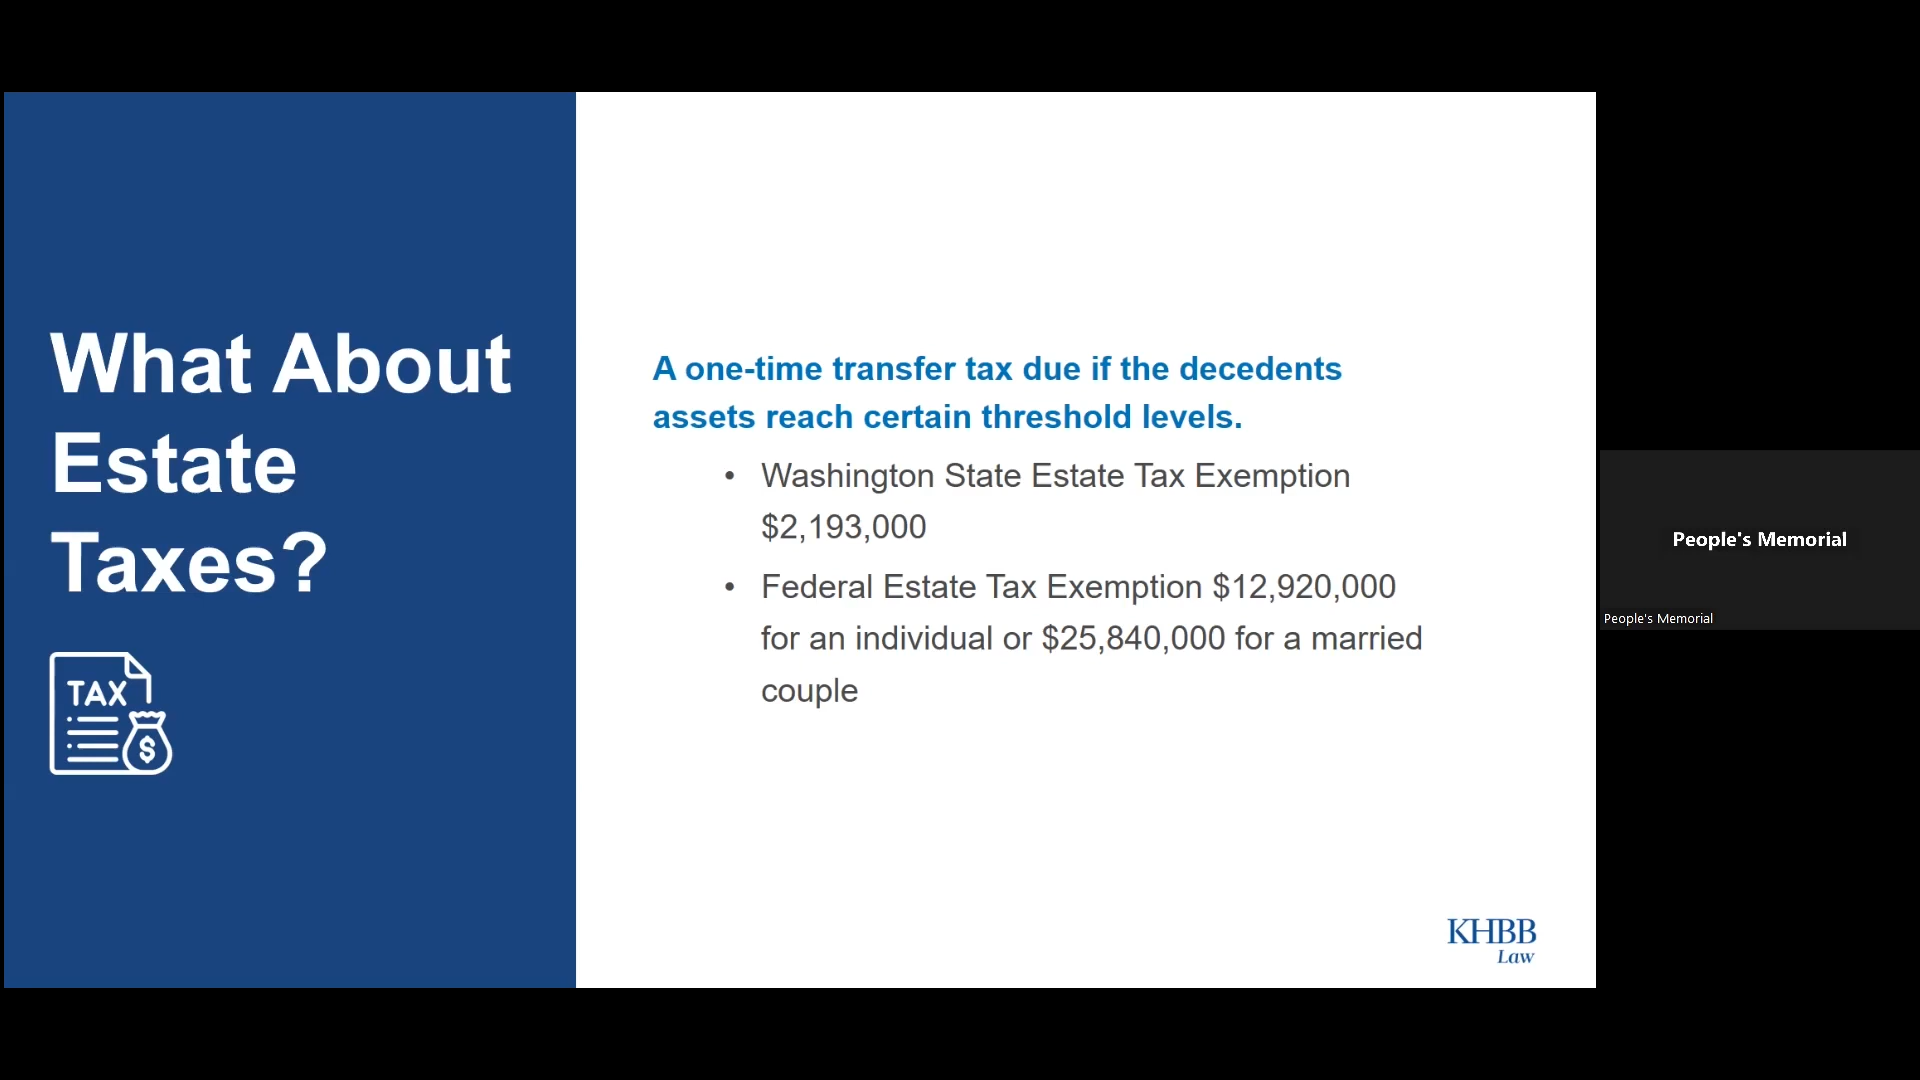 What About
Estate
Taxes?
TAX
$
A one-time transfer tax due if the decedents
assets reach certain threshold levels.
• Washington State Estate Tax Exemption
$2,193,000
• Federal Estate Tax Exemption $12,920,000
for an individual or $25,840,000 for a married
couple
KHBB
Law
People's Memorial
People's Memorial